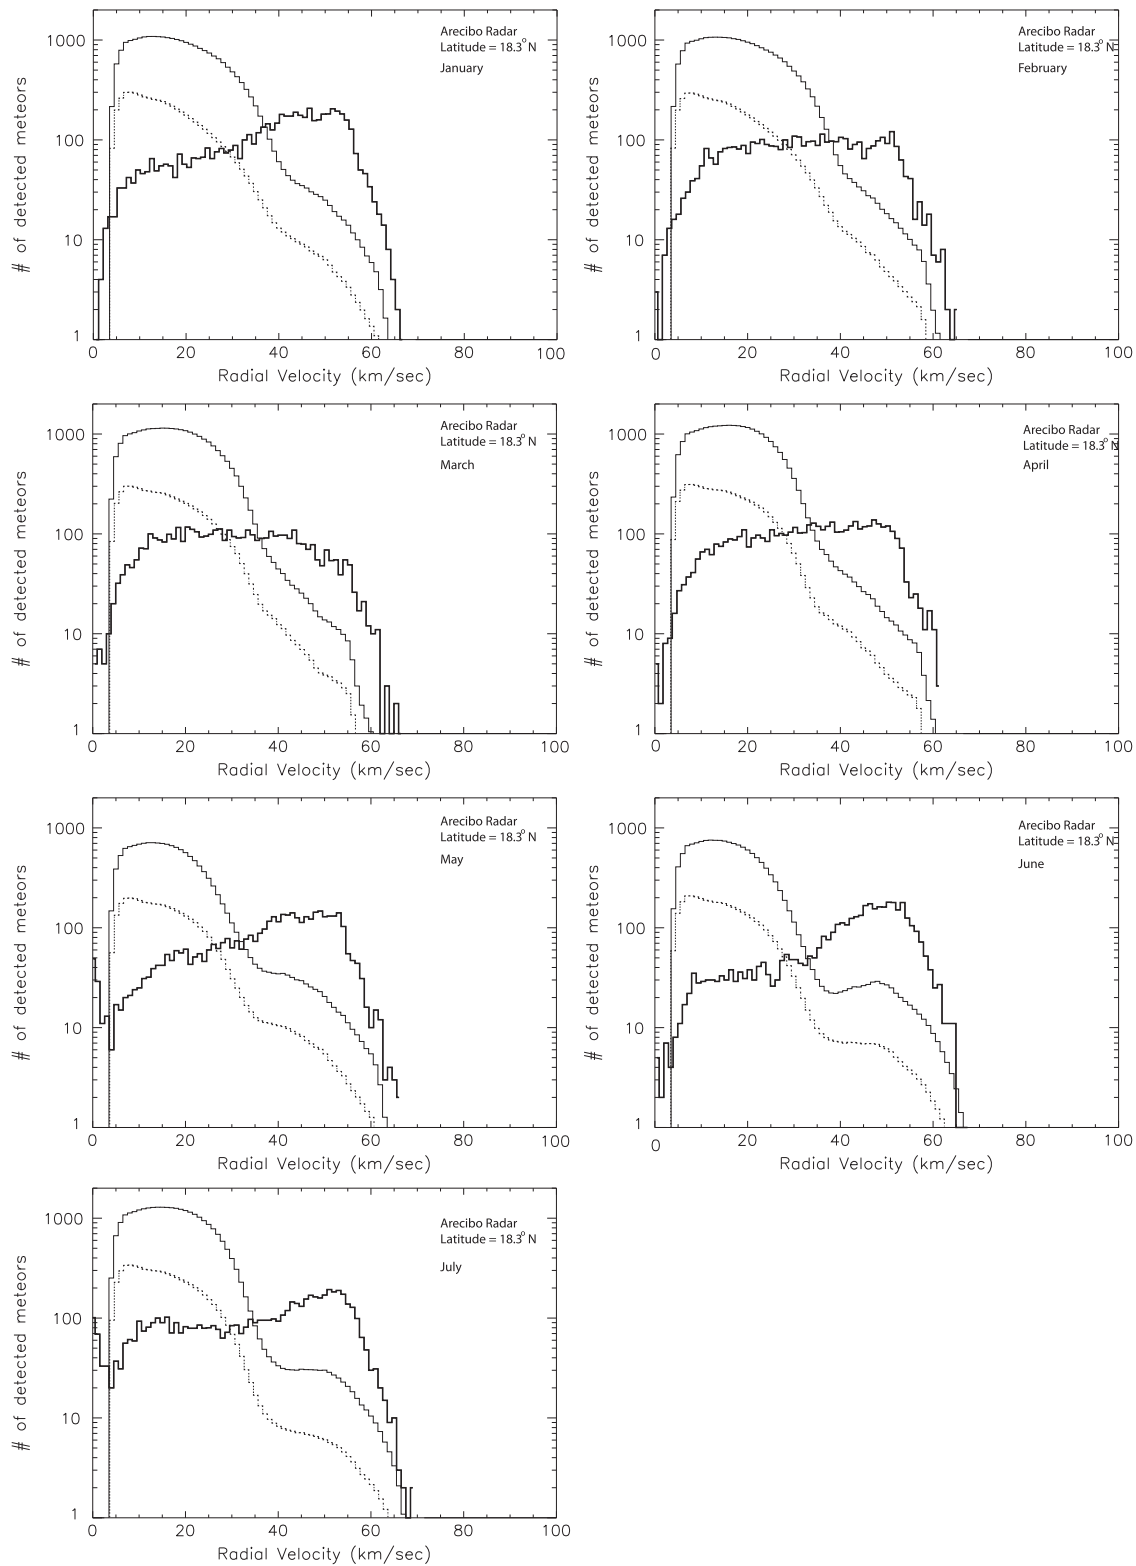 Arecibo Radar
Latitude = 18.3° N
January
# of detected meteors
1000
100
10
1
0 20 40 60 80 100
Radial Velocity (km/sec)
Arecibo Radar
Latitude = 18.3° N
February
# of detected meteors
1000
100
10
1
0 20 40 60 80 100
Radial Velocity (km/sec)
Arecibo Radar
Latitude = 18.3° N
March
# of detected meteors
1000
100
10
1
0 20 40 60 80 100
Radial Velocity (km/sec)
Arecibo Radar
Latitude = 18.3° N
April
# of detected meteors
1000
100
10
1
0 20 40 60 80 100
Radial Velocity (km/sec)
Arecibo Radar
Latitude = 18.3° N
May
# of detected meteors
1000
100
10
1
0 20 40 60 80 100
Radial Velocity (km/sec)
Arecibo Radar
Latitude = 18.3° N
June
# of detected meteors
1000
100
10
1
0 20 40 60 80 100
Radial Velocity (km/sec)
Arecibo Radar
Latitude = 18.3° N
July
# of detected meteors
1000
100
10
1
0 20 40 60 80 100
Radial Velocity (km/sec)